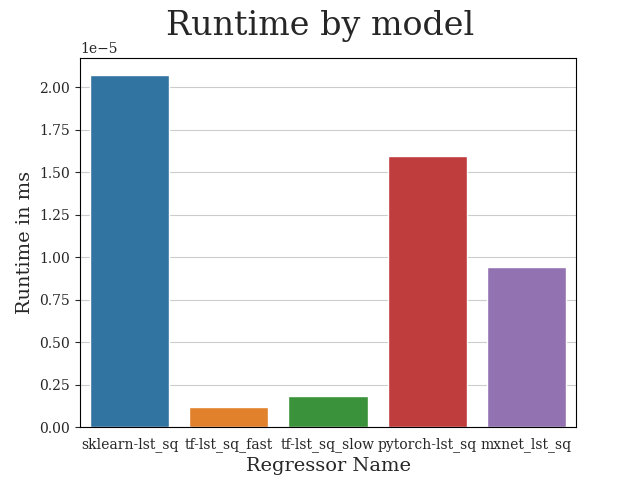 Runtime by model
1e−5
2.00
1.75
1.50
1.25
1.00
0.75
0.50
0.25
0.00
Runtime in ms
sklearn-lst_sq tf-lst_sq_fast tf-lst_sq_slow pytorch-lst_sq mxnet_lst_sq
Regressor Name